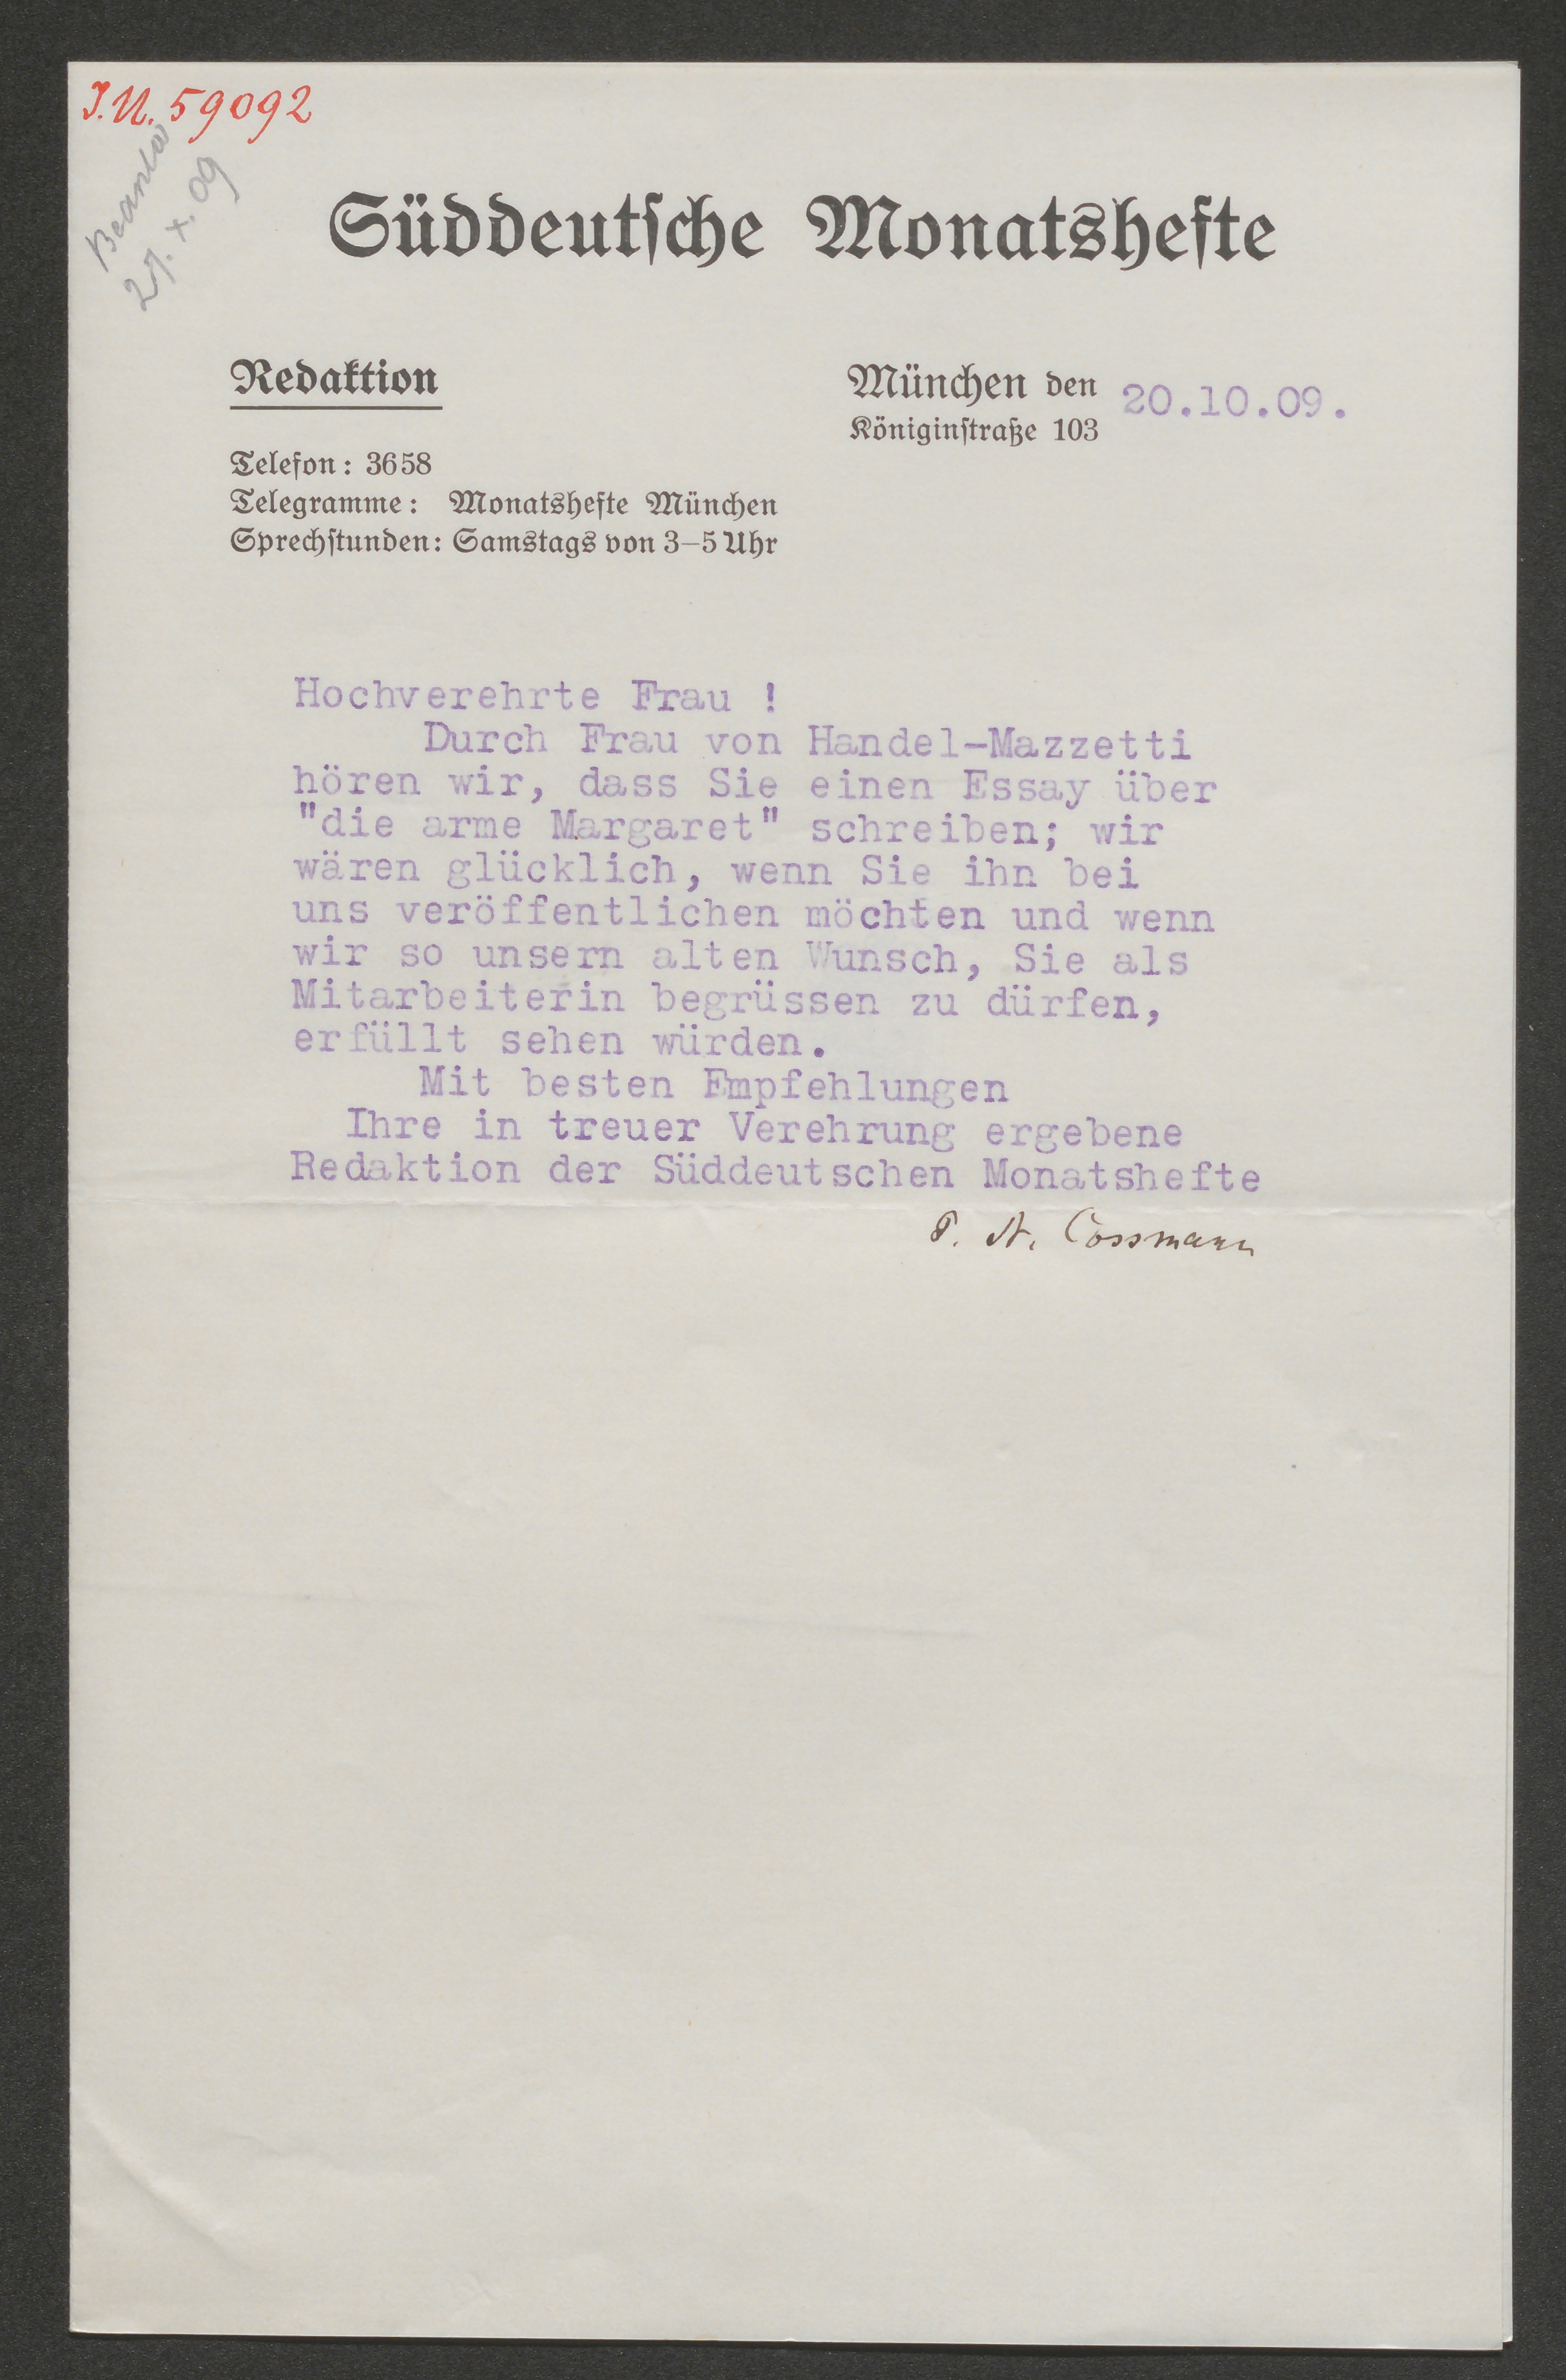 I.N. 59092
27. X. 09
Süddeutsche Monatshefte
Redaktion
München den 20.10.09.
Königinstraße 103
Telefon: 3658
Telegramme: Monatshefte München
Sprechstunden: Samstags von 3–5 Uhr
Hochverehrte Frau !
Durch Frau von Handel-Mazzetti
hören wir, dass Sie einen Essay über
"die arme Margaret" schreiben; wir
wären glücklich, wenn Sie ihn bei
uns veröffentlichen möchten und wenn
wir so unsern alten Wunsch, Sie als
Mitarbeiterin begrüssen zu dürfen,
erfüllt sehen würden.
Mit besten Empfehlungen
Ihre in treuer Verehrung ergebene
Redaktion der Süddeutschen Monatshefte
P. N. Cossmann